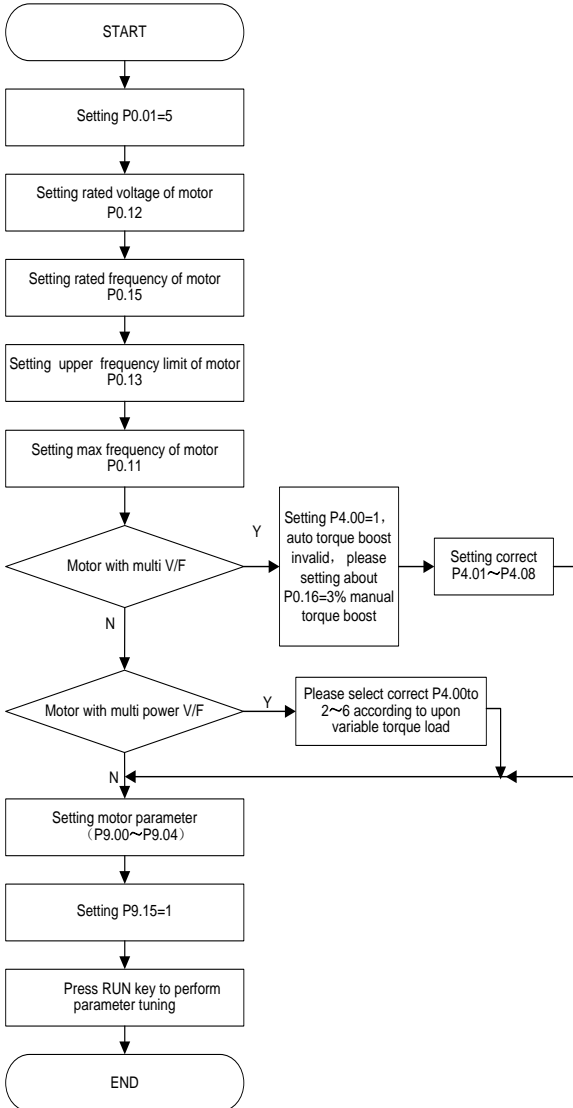 START
Setting P0.01=5
Setting rated voltage of motor
P0.12
Setting rated frequency of motor
P0.15
Setting upper frequency limit of motor
P0.13
Setting max frequency of motor
P0.11
Motor with multi V/F
Y
Setting P4.00=1,
auto torque boost
invalid, please
setting about
P0.16=3% manual
torque boost
Setting correct
P4.01～P4.08
N
Motor with multi power V/F
Y
Please select correct P4.00to
2～6 according to upon
variable torque load
N
Setting motor parameter
（P9.00～P9.04）
Setting P9.15=1
Press RUN key to perform
parameter tuning
END